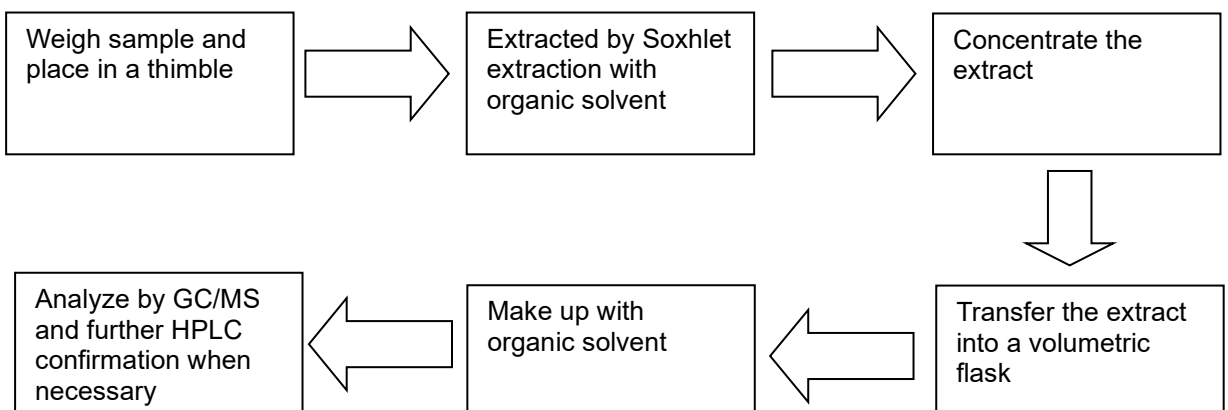 Weigh sample and
place in a thimble
Extracted by Soxhlet
extraction with
organic solvent
Concentrate the
extract
Transfer the extract
into a volumetric
flask
Make up with
organic solvent
Analyze by GC/MS
and further HPLC
confirmation when
necessary